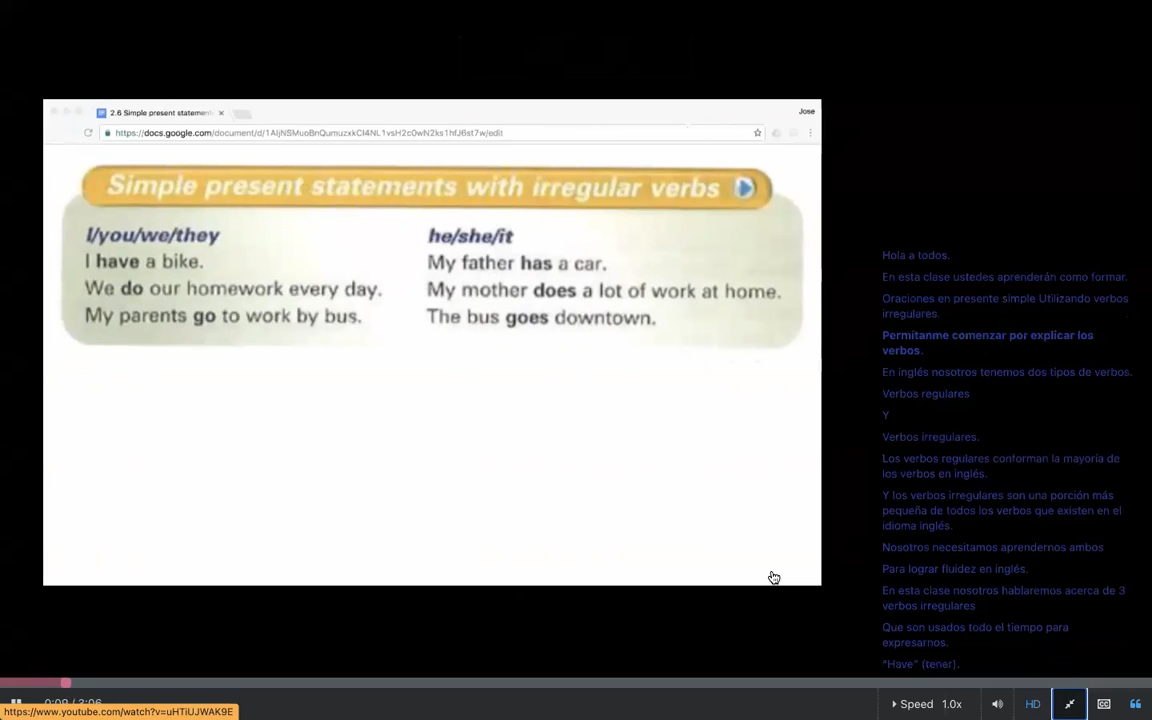 2.6 Simple present statement
Jose
https://docs.google.com/document/d/1AljNSMuoBnQumuzxkCl4NL1vsH2c0wN2ks1hfJ6st7w/edit
Simple present statements with irregular verbs
I/you/we/they
I have a bike.
We do our homework every day.
My parents go to work by bus.
he/she/it
My father has a car.
My mother does a lot of work at home.
The bus goes downtown.
Hola a todos.
En esta clase ustedes aprenderán como formar.
Oraciones en presente simple Utilizando verbos
irregulares.
Permítanme comenzar por explicar los
verbos.
En inglés nosotros tenemos dos tipos de verbos.
Verbos regulares
Y
Verbos irregulares.
Los verbos regulares conforman la mayoría de
los verbos en inglés.
Y los verbos irregulares son una porción más
pequeña de todos los verbos que existen en el
idioma inglés.
Nosotros necesitamos aprendernos ambos
Para lograr fluidez en inglés.
En esta clase nosotros hablaremos acerca de 3
verbos irregulares
Que son usados todo el tiempo para
expresarnos.
"Have" (tener).
0:08 / 3:06
Speed 1.0x
HD
CC
https://www.youtube.com/watch?v=uHTiUJWAK9E